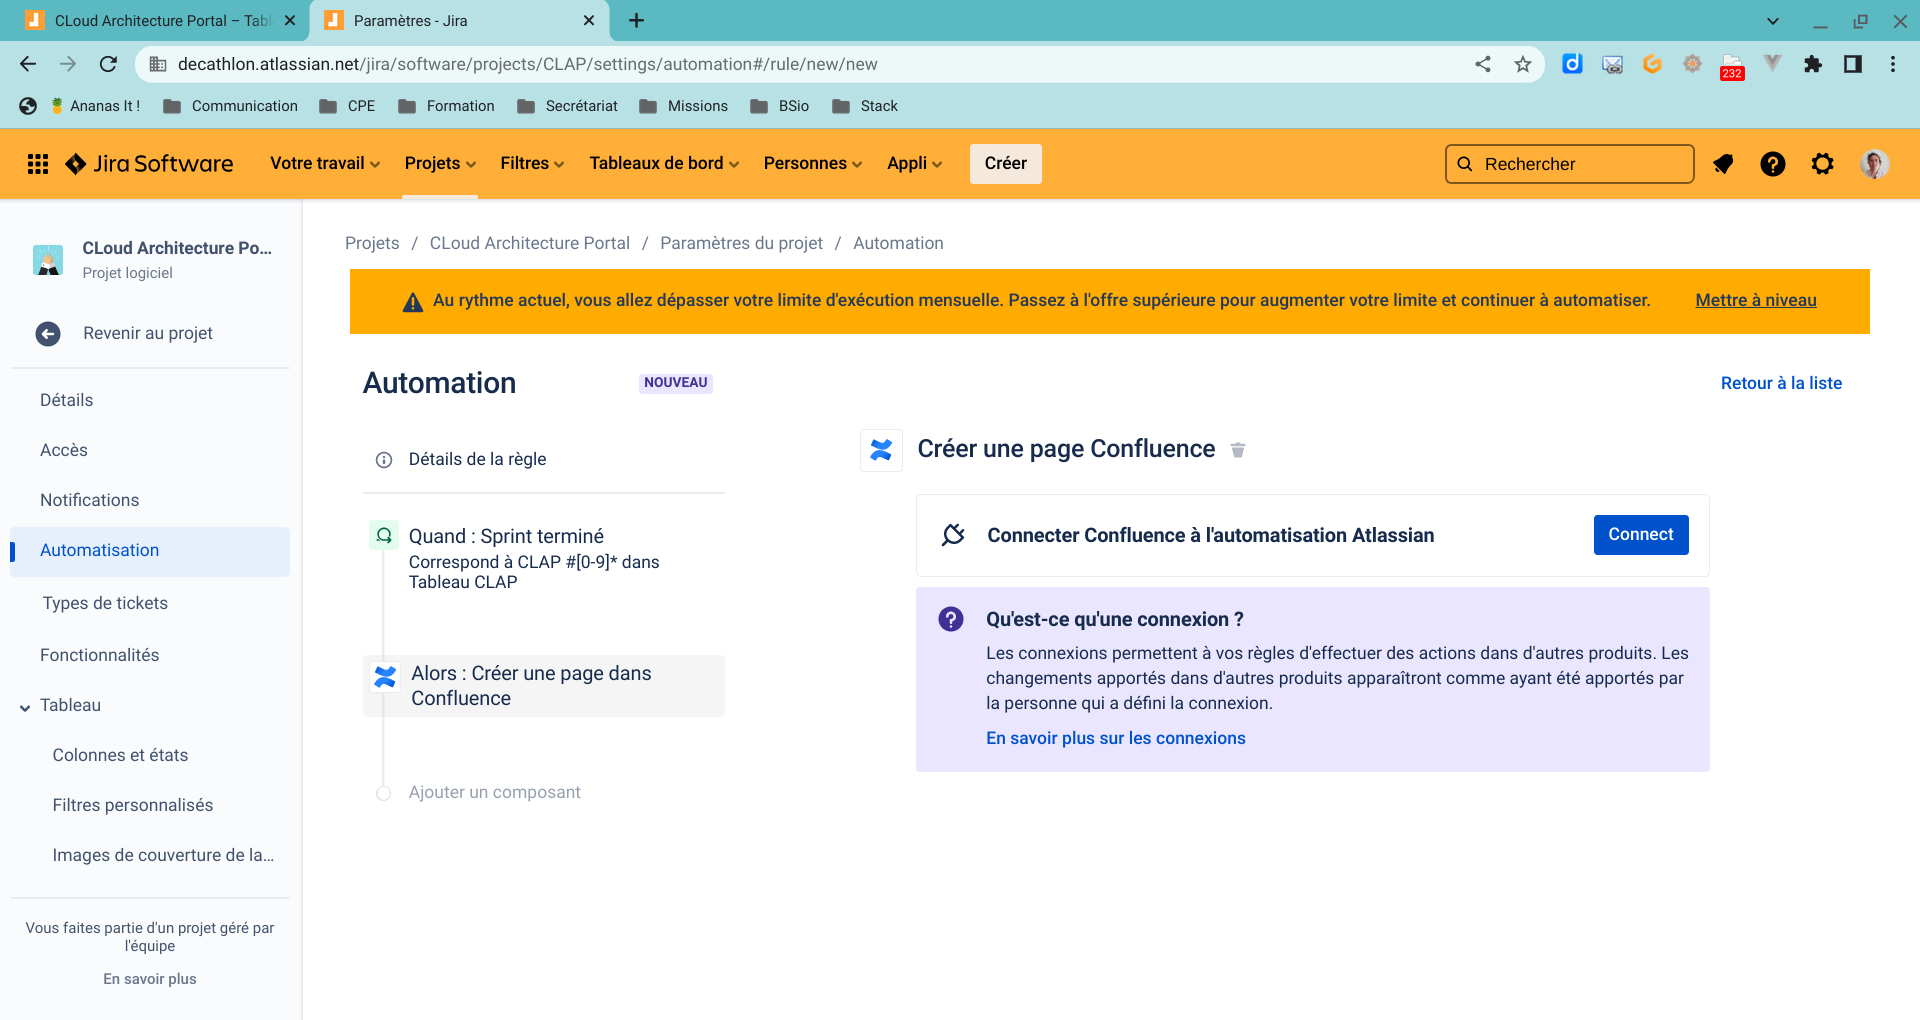 CLoud Architecture Portal – Tabl
Paramètres - Jira
decathlon.atlassian.net/jira/software/projects/CLAP/settings/automation#/rule/new/new
232
Ananas It !
Communication
CPE
Formation
Secrétariat
Missions
BSio
Stack
Jira Software
Votre travail
Projets
Filtres
Tableaux de bord
Personnes
Appli
Créer
Rechercher
CLoud Architecture Po...
Projet logiciel
Revenir au projet
Détails
Accès
Notifications
Automatisation
Types de tickets
Fonctionnalités
Tableau
Colonnes et états
Filtres personnalisés
Images de couverture de la...
Vous faites partie d'un projet géré par
l'équipe
En savoir plus
Projets / CLoud Architecture Portal / Paramètres du projet / Automation
Au rythme actuel, vous allez dépasser votre limite d'exécution mensuelle. Passez à l'offre supérieure pour augmenter votre limite et continuer à automatiser.
Mettre à niveau
Automation
NOUVEAU
Retour à la liste
Détails de la règle
Quand : Sprint terminé
Correspond à CLAP #[0-9]* dans
Tableau CLAP
Alors : Créer une page dans
Confluence
Ajouter un composant
Créer une page Confluence
Connecter Confluence à l'automatisation Atlassian
Connect
Qu'est-ce qu'une connexion ?
Les connexions permettent à vos règles d'effectuer des actions dans d'autres produits. Les
changements apportés dans d'autres produits apparaîtront comme ayant été apportés par
la personne qui a défini la connexion.
En savoir plus sur les connexions